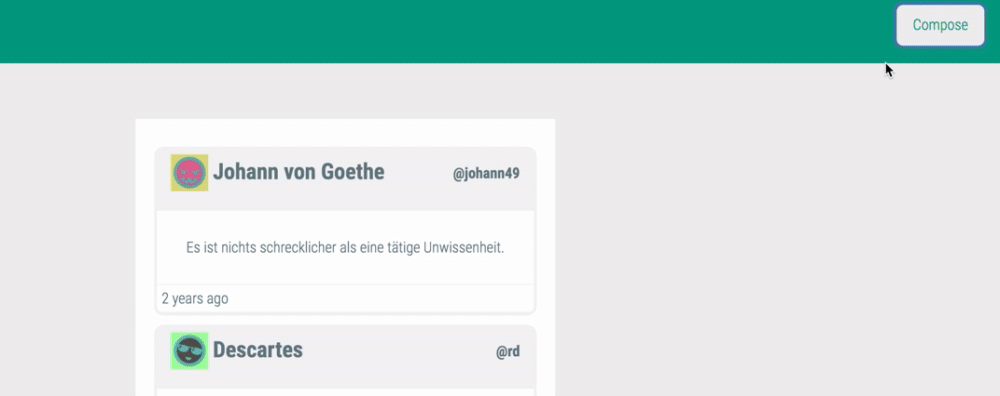 Compose
Johann von Goethe @johann49
Es ist nichts schrecklicher als eine tätige Unwissenheit.
2 years ago
Descartes @rd